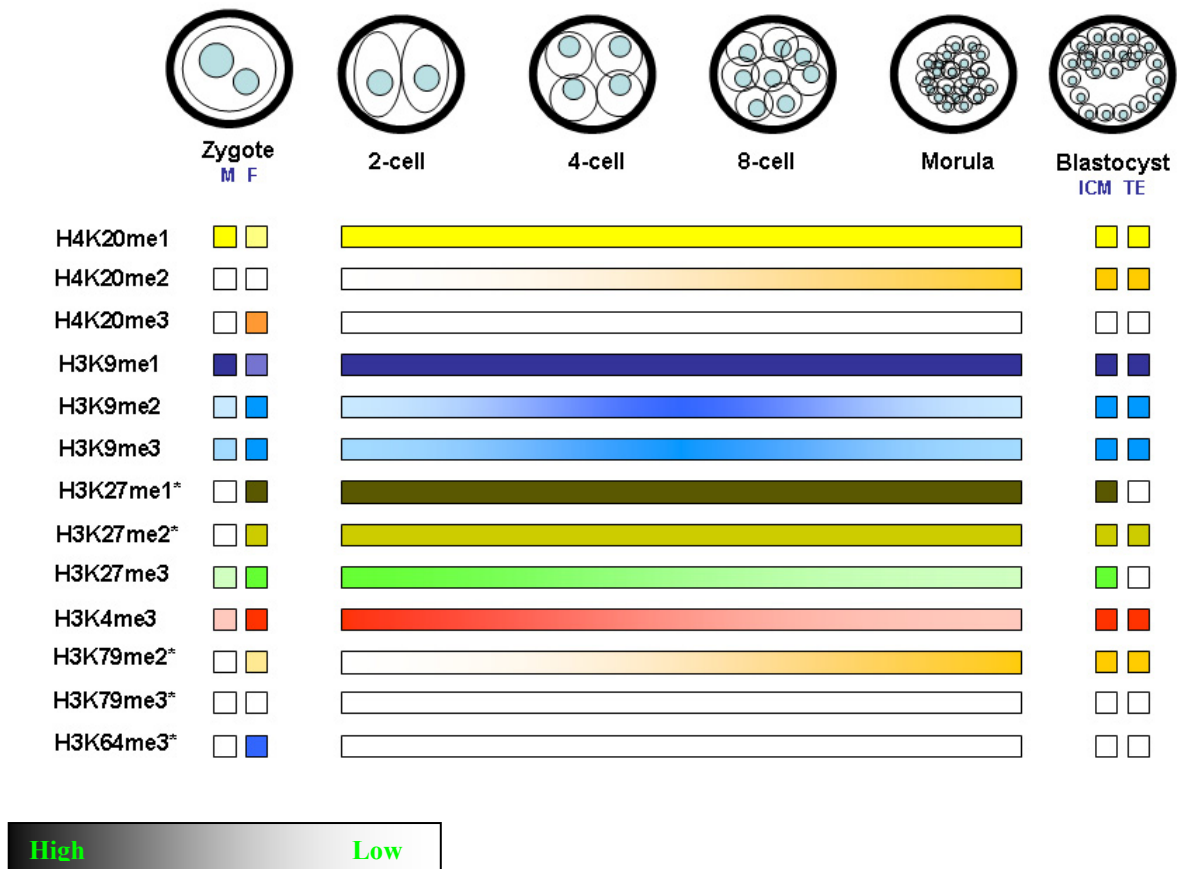 Zygote 2-cell 4-cell 8-cell Morula Blastocyst
M F ICM TE
H4K20me1
H4K20me2
H4K20me3
H3K9me1
H3K9me2
H3K9me3
H3K27me1*
H3K27me2*
H3K27me3
H3K4me3
H3K79me2*
H3K79me3*
H3K64me3*
High Low